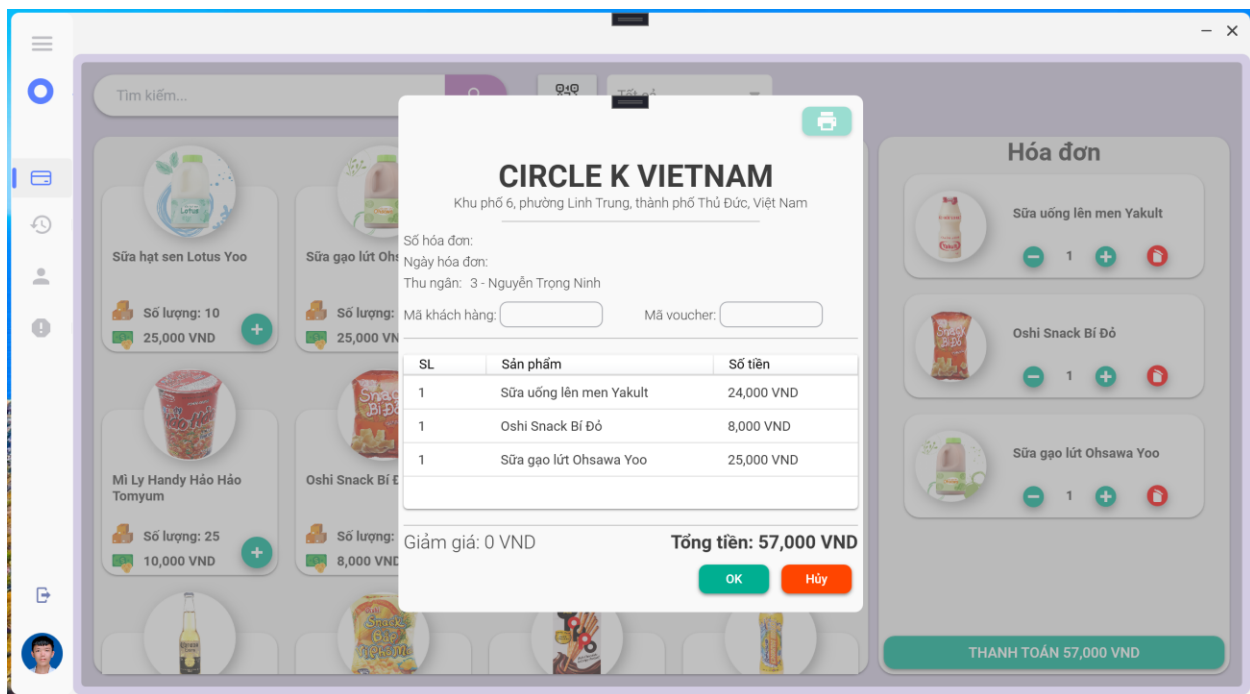 Tìm kiếm...
Tất cả
Sữa hạt sen Lotus Yoo
Số lượng: 10
25,000 VND
Sữa gạo lứt Ohs
Số lượng:
25,000 VN
Mì Ly Handy Hảo Hảo
Tomyum
Số lượng: 25
10,000 VND
Oshi Snack Bí Đ
Số lượng:
8,000 VND
CIRCLE K VIETNAM
Khu phố 6, phường Linh Trung, thành phố Thủ Đức, Việt Nam
Số hóa đơn:
Ngày hóa đơn:
Thu ngân: 3 - Nguyễn Trọng Ninh
Mã khách hàng: Mã voucher:
SL Sản phẩm Số tiền
1 Sữa uống lên men Yakult 24,000 VND
1 Oshi Snack Bí Đỏ 8,000 VND
1 Sữa gạo lứt Ohsawa Yoo 25,000 VND
Giảm giá: 0 VND Tổng tiền: 57,000 VND
OK Hủy
Hóa đơn
Sữa uống lên men Yakult
1
Oshi Snack Bí Đỏ
1
Sữa gạo lứt Ohsawa Yoo
1
THANH TOÁN 57,000 VND